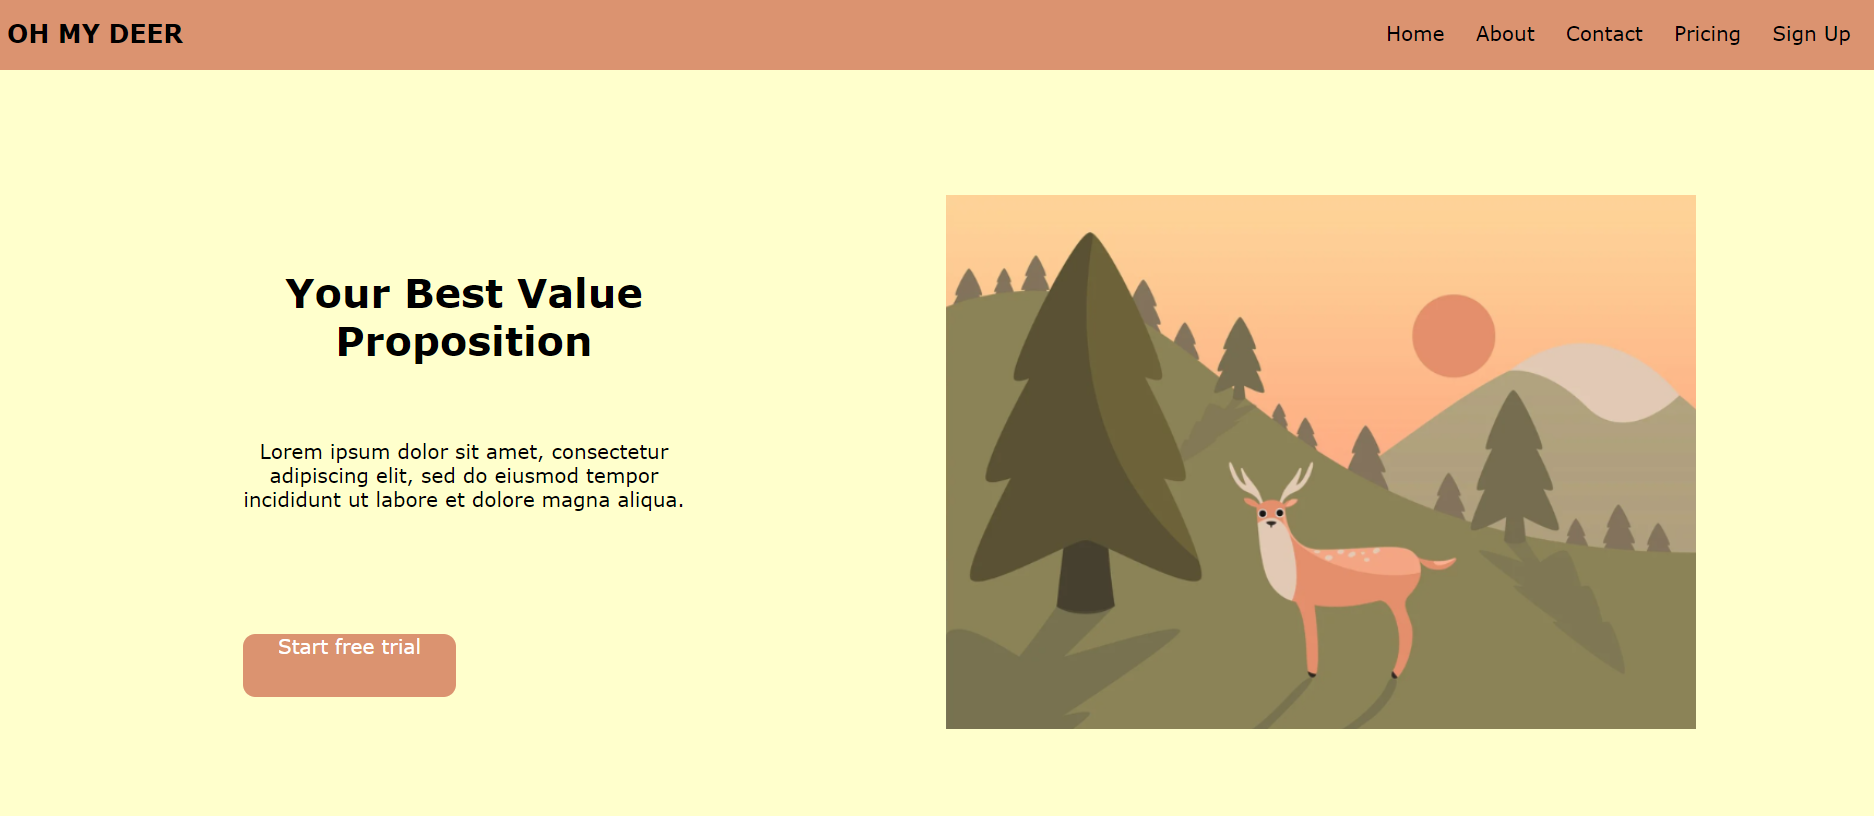 OH MY DEER
Home About Contact Pricing Sign Up
Your Best Value
Proposition
Lorem ipsum dolor sit amet, consectetur
adipiscing elit, sed do eiusmod tempor
incididunt ut labore et dolore magna aliqua.
Start free trial